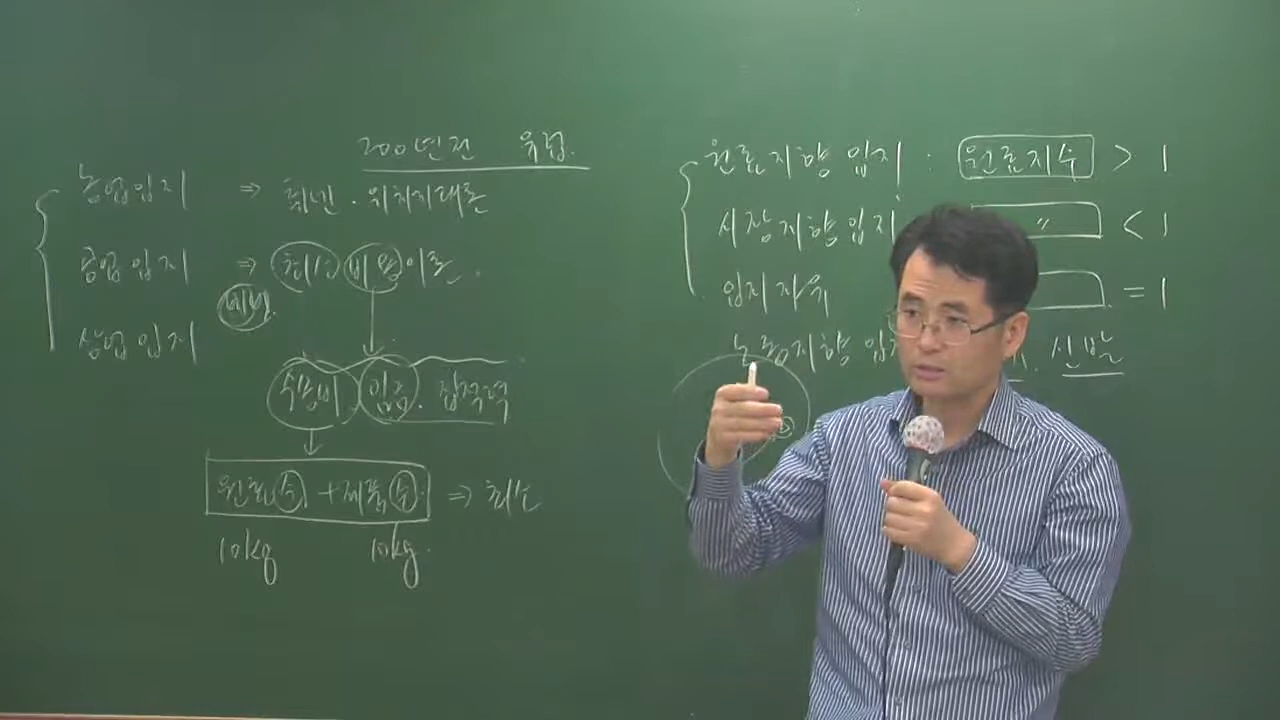 200년전 유럽.
농업입지 ⇒ 튀넨. 위치지대론
공업입지 ⇒ 최소비용이론.
베버.
상업입지
수송비, 임금. 집적력
원료수 + 제품수. ⇒ 최소
10kg 10kg.
원료지향 입지 : 원료지수 > 1
시장지향 입지 〃 < 1
입지자유 = 1
노동지향 입지 신발